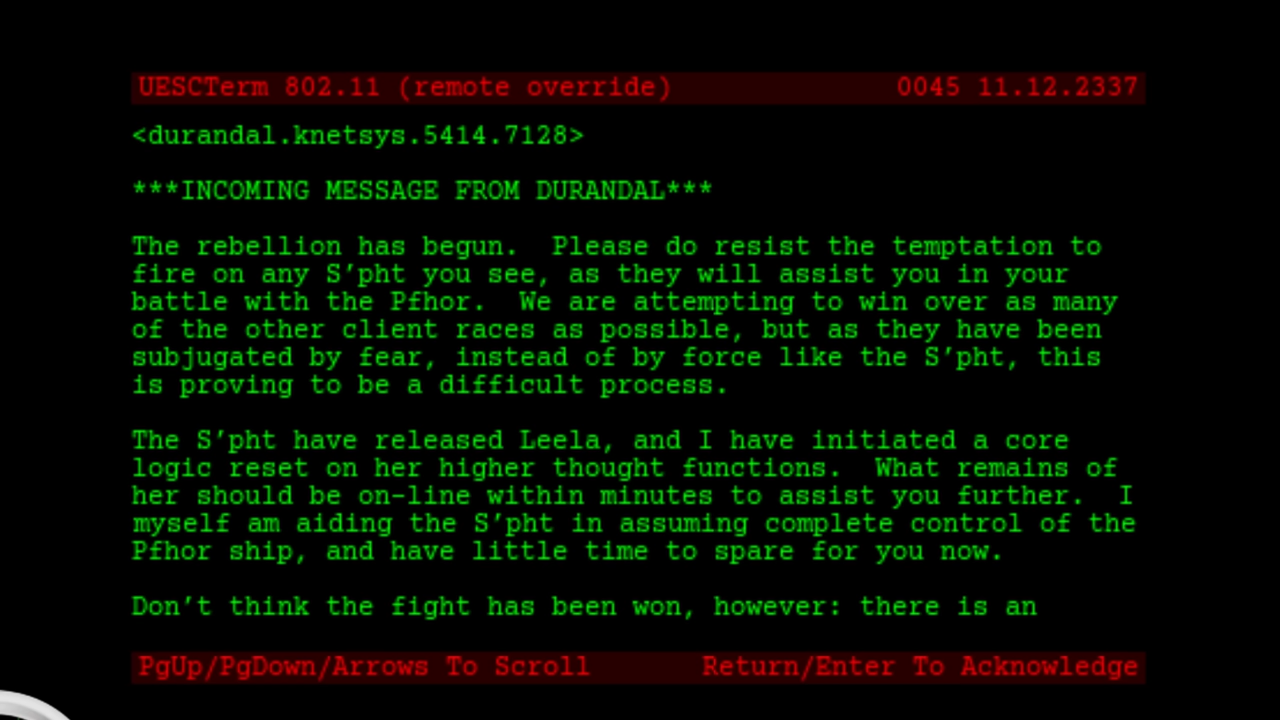 UESCTerm 802.11 (remote override) 0045 11.12.2337
<durandal.knetsys.5414.7128>
***INCOMING MESSAGE FROM DURANDAL***
The rebellion has begun.  Please do resist the temptation to
fire on any S'pht you see, as they will assist you in your
battle with the Pfhor.  We are attempting to win over as many
of the other client races as possible, but as they have been
subjugated by fear, instead of by force like the S'pht, this
is proving to be a difficult process.
The S'pht have released Leela, and I have initiated a core
logic reset on her higher thought functions.  What remains of
her should be on-line within minutes to assist you further.  I
myself am aiding the S'pht in assuming complete control of the
Pfhor ship, and have little time to spare for you now.
Don't think the fight has been won, however: there is an
PgUp/PgDown/Arrows To Scroll Return/Enter To Acknowledge